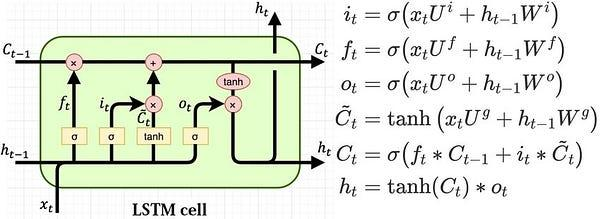 h_t
C_{t-1}
×
+
C_t
tanh
f_t
i_t
×
C̃_t
o_t
×
σ
σ
tanh
σ
h_{t-1}
h_t
x_t
LSTM cell
i_t = σ(x_t U^i + h_{t-1} W^i)
f_t = σ(x_t U^f + h_{t-1} W^f)
o_t = σ(x_t U^o + h_{t-1} W^o)
C̃_t = tanh (x_t U^g + h_{t-1} W^g)
C_t = σ(f_t * C_{t-1} + i_t * C̃_t)
h_t = tanh(C_t) * o_t